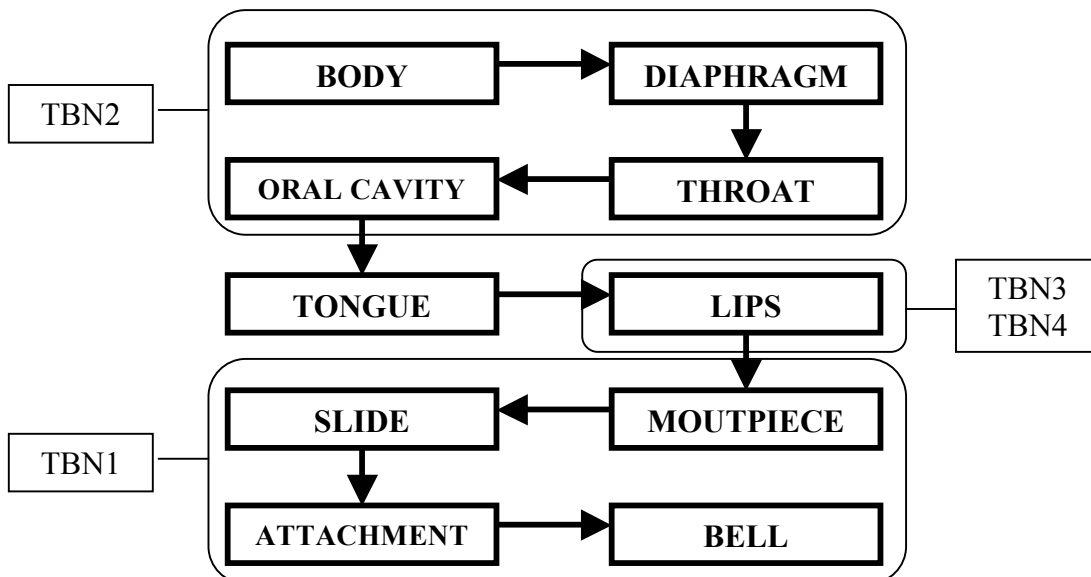 BODY
DIAPHRAGM
TBN2
ORAL CAVITY
THROAT
TONGUE
LIPS
TBN3
TBN4
SLIDE
MOUTPIECE
TBN1
ATTACHMENT
BELL